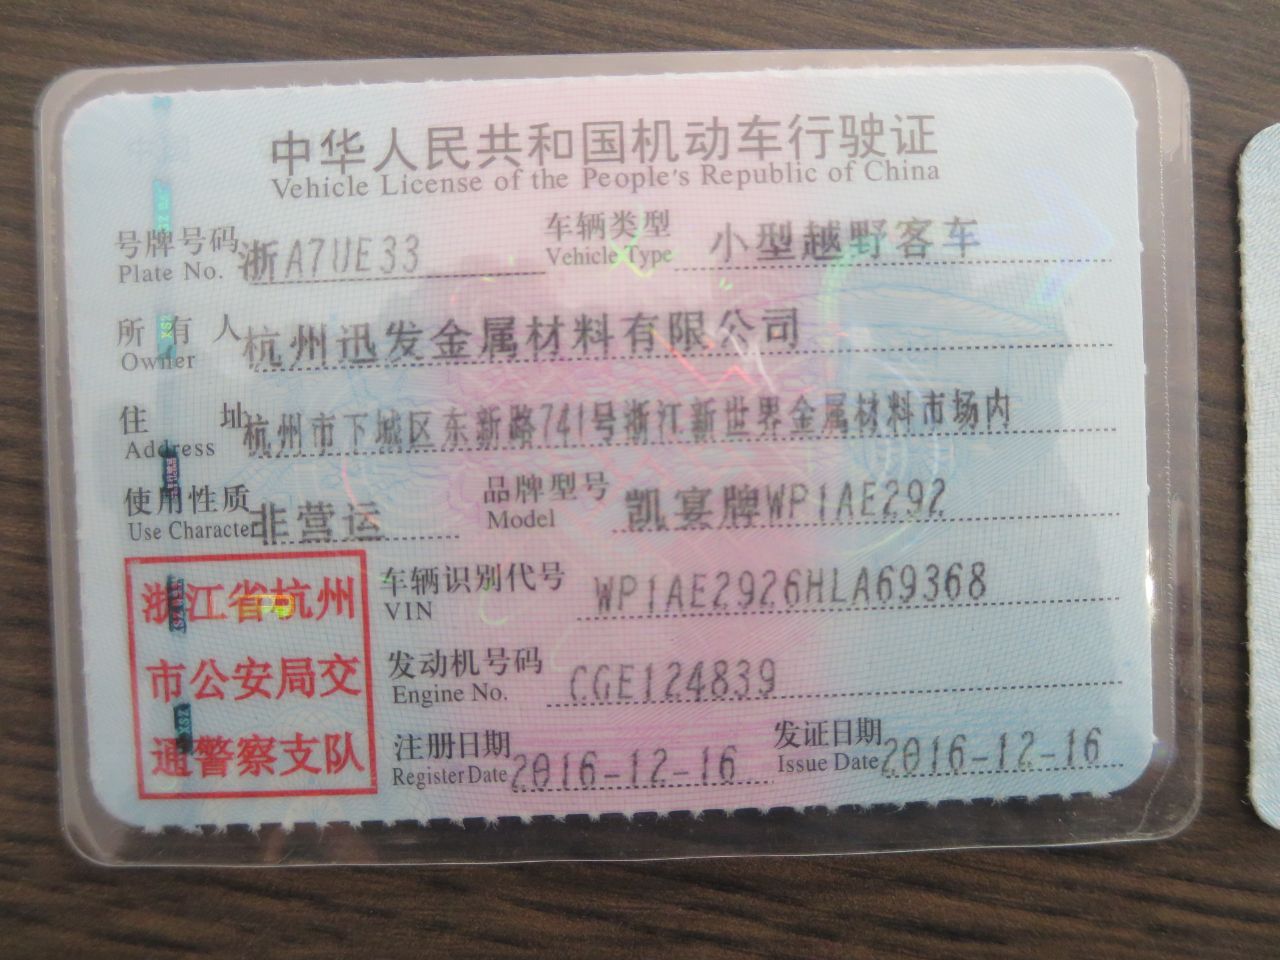 中华人民共和国机动车行驶证
Vehicle License of the People's Republic of China
号牌号码 浙A7UE33 车辆类型 小型越野客车
Plate No. Vehicle Type
所有人 杭州迅发金属材料有限公司
Owner
住址 杭州市下城区东新路741号浙江新世界金属材料市场内
Address
使用性质 非营运 品牌型号 凯宴牌WP1AE292
Use Character Model
车辆识别代号 WP1AE2926HLA69368
VIN
发动机号码 CGE124839
Engine No.
注册日期 2016-12-16 发证日期 2016-12-16
Register Date Issue Date
浙江省杭州
市公安局交
通警察支队